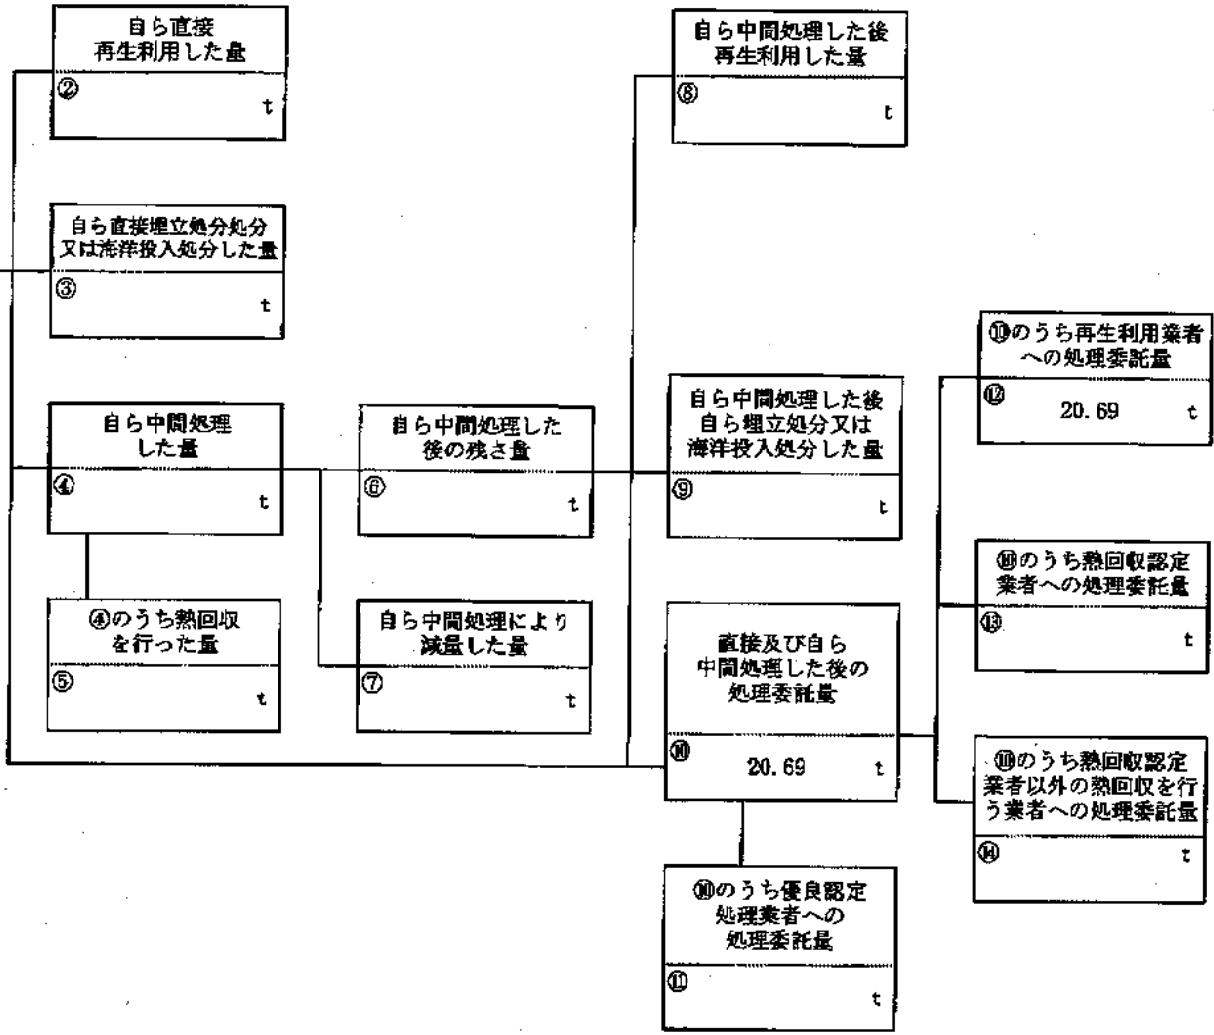 自ら直接
再生利用した量
②
t
自ら直接埋立処分処分
又は海洋投入処分した量
③
t
自ら中間処理
した量
④
t
④のうち熱回収
を行った量
⑤
t
自ら中間処理した
後の残さ量
⑥
t
自ら中間処理により
減量した量
⑦
t
自ら中間処理した後
再生利用した量
⑧
t
自ら中間処理した後
自ら埋立処分又は
海洋投入処分した量
⑨
t
直接及び自ら
中間処理した後の
処理委託量
⑩
20.69 t
⑩のうち優良認定
処理業者への
処理委託量
⑪
t
⑩のうち再生利用業者
への処理委託量
⑫
20.69 t
⑩のうち熱回収認定
業者への処理委託量
⑬
t
⑩のうち熱回収認定
業者以外の熱回収を行
う業者への処理委託量
⑭
t